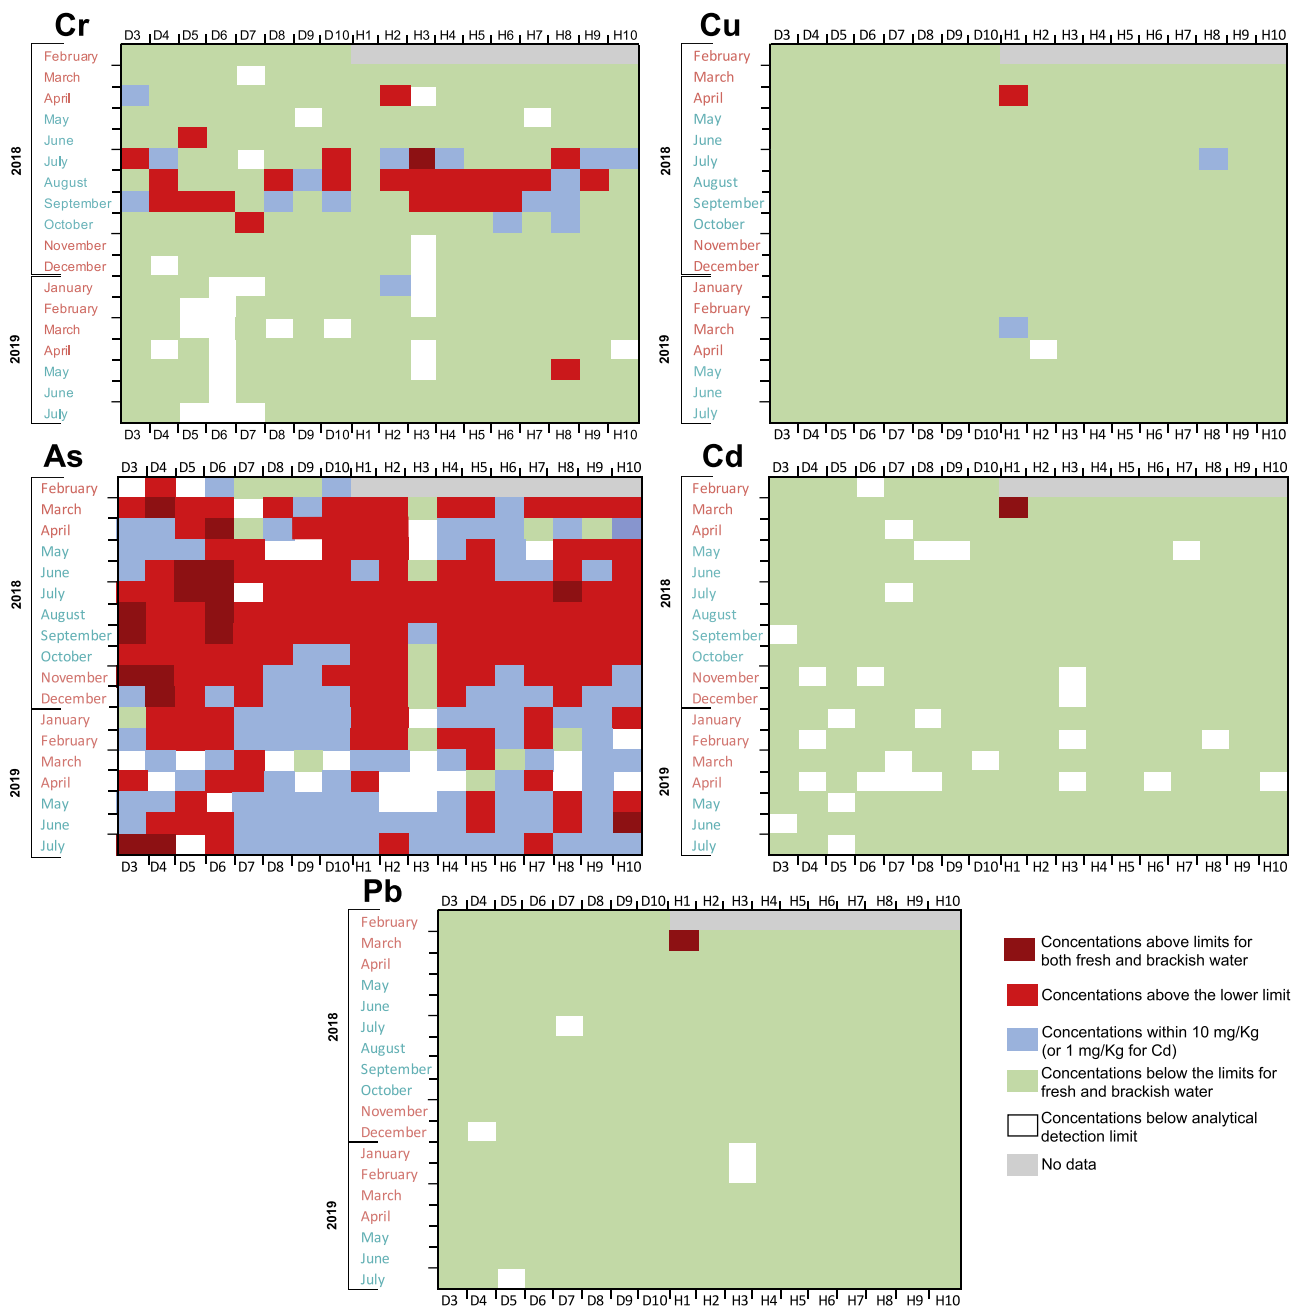 Cr
D3 D4 D5 D6 D7 D8 D9 D10 H1 H2 H3 H4 H5 H6 H7 H8 H9 H10
2018
February
March
April
May
June
July
August
September
October
November
December
2019
January
February
March
April
May
June
July
D3 D4 D5 D6 D7 D8 D9 D10 H1 H2 H3 H4 H5 H6 H7 H8 H9 H10
Cu
D3 D4 D5 D6 D7 D8 D9 D10 H1 H2 H3 H4 H5 H6 H7 H8 H9 H10
2018
February
March
April
May
June
July
August
September
October
November
December
2019
January
February
March
April
May
June
July
D3 D4 D5 D6 D7 D8 D9 D10 H1 H2 H3 H4 H5 H6 H7 H8 H9 H10
As
D3 D4 D5 D6 D7 D8 D9 D10 H1 H2 H3 H4 H5 H6 H7 H8 H9 H10
2018
February
March
April
May
June
July
August
September
October
November
December
2019
January
February
March
April
May
June
July
D3 D4 D5 D6 D7 D8 D9 D10 H1 H2 H3 H4 H5 H6 H7 H8 H9 H10
Cd
D3 D4 D5 D6 D7 D8 D9 D10 H1 H2 H3 H4 H5 H6 H7 H8 H9 H10
2018
February
March
April
May
June
July
August
September
October
November
December
2019
January
February
March
April
May
June
July
D3 D4 D5 D6 D7 D8 D9 D10 H1 H2 H3 H4 H5 H6 H7 H8 H9 H10
Pb
D3 D4 D5 D6 D7 D8 D9 D10 H1 H2 H3 H4 H5 H6 H7 H8 H9 H10
2018
February
March
April
May
June
July
August
September
October
November
December
2019
January
February
March
April
May
June
July
D3 D4 D5 D6 D7 D8 D9 D10 H1 H2 H3 H4 H5 H6 H7 H8 H9 H10
Concentations above limits for
both fresh and brackish water
Concentations above the lower limit
Concentations within 10 mg/Kg
(or 1 mg/Kg for Cd)
Concentations below the limits for
fresh and brackish water
Concentations below analytical
detection limit
No data